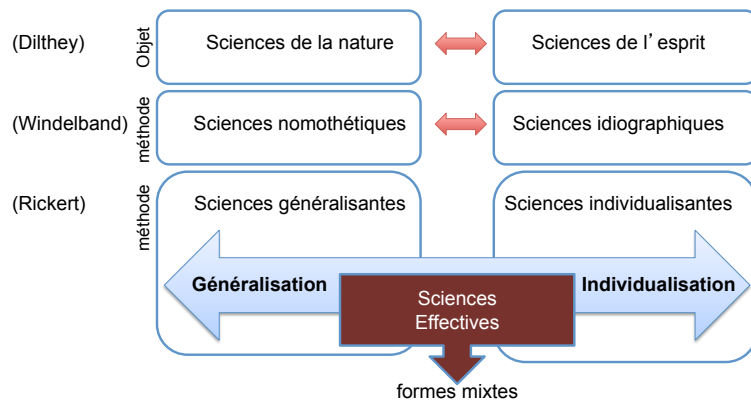 (Dilthey)
Objet
Sciences de la nature
Sciences de l’esprit
(Windelband)
méthode
Sciences nomothétiques
Sciences idiographiques
(Rickert)
méthode
Sciences généralisantes
Sciences individualisantes
Généralisation
Individualisation
Sciences
Effectives
formes mixtes